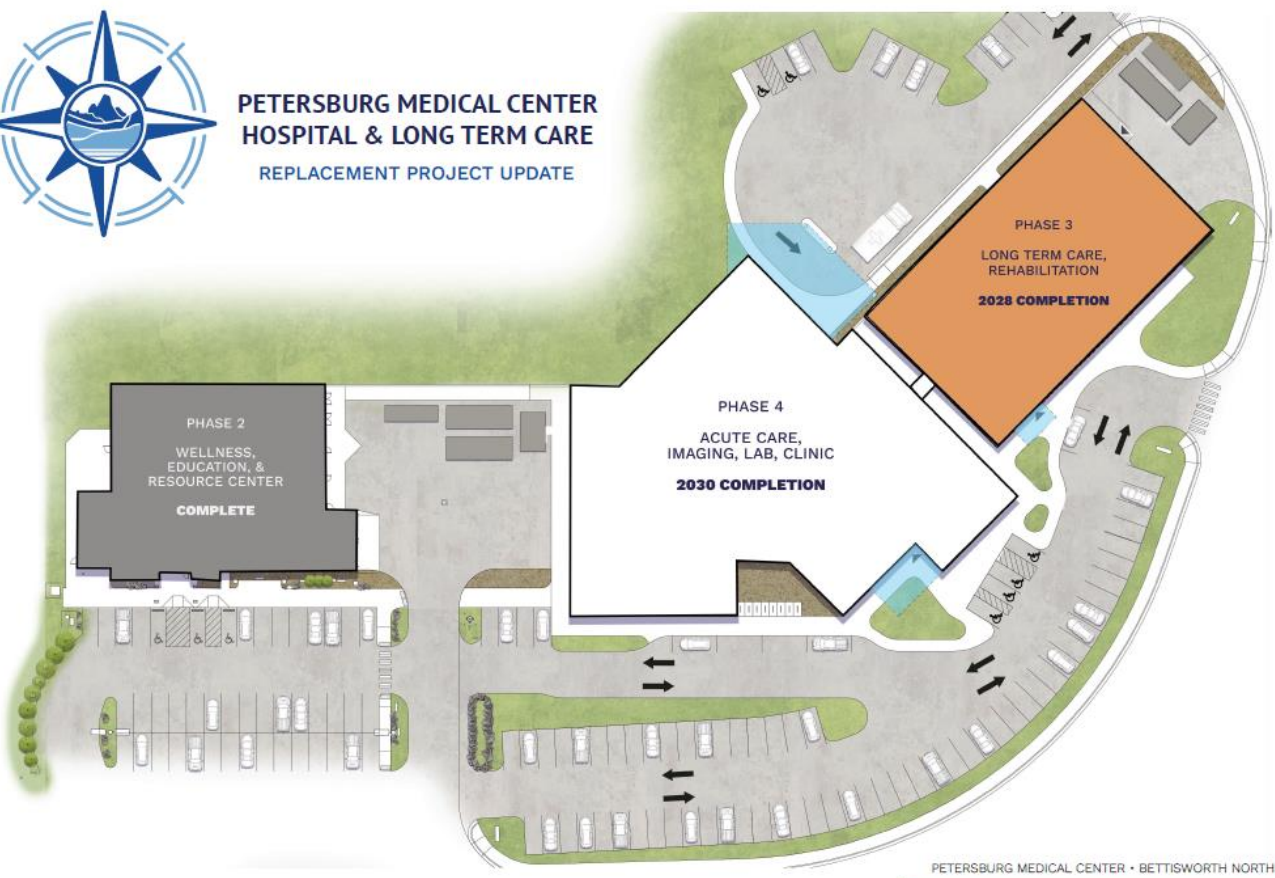 PETERSBURG MEDICAL CENTER
HOSPITAL & LONG TERM CARE
REPLACEMENT PROJECT UPDATE
PHASE 3
LONG TERM CARE,
REHABILITATION
2028 COMPLETION
PHASE 4
ACUTE CARE,
IMAGING, LAB, CLINIC
2030 COMPLETION
PHASE 2
WELLNESS,
EDUCATION, &
RESOURCE CENTER
COMPLETE
PETERSBURG MEDICAL CENTER • BETTISWORTH NORTH